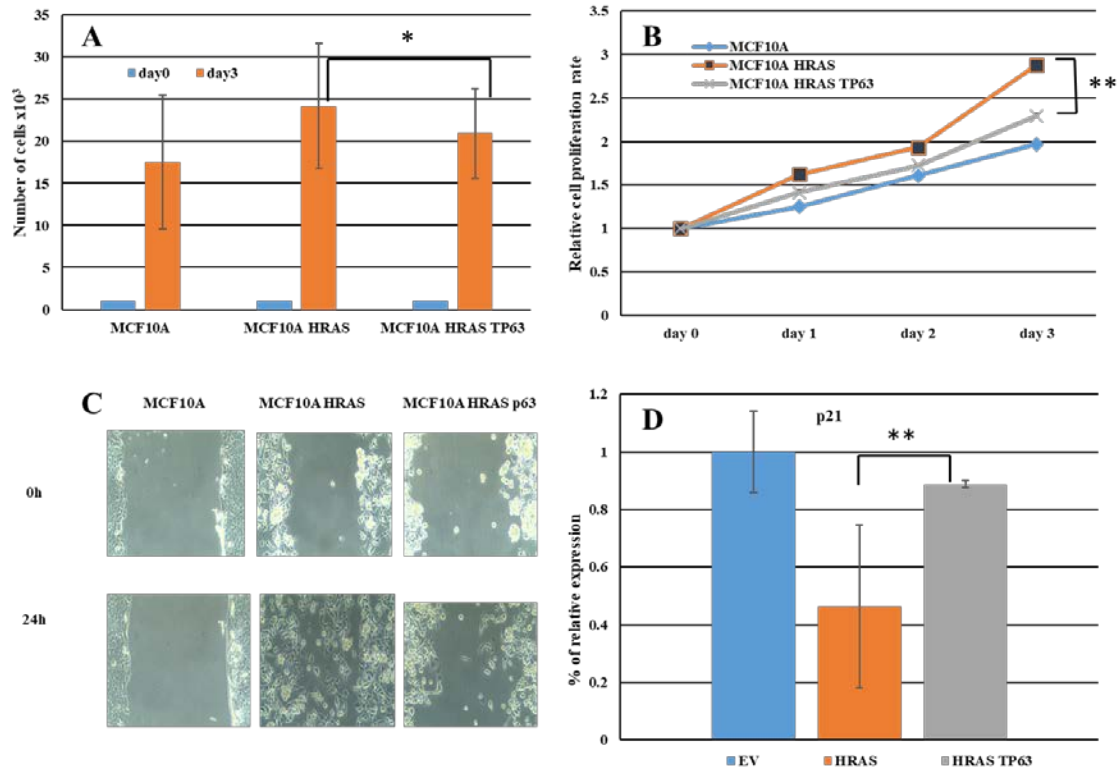 A
*
day0 day3
Number of cells x10³
35
30
25
20
15
10
5
0
MCF10A MCF10A HRAS MCF10A HRAS TP63
B
MCF10A
MCF10A HRAS
MCF10A HRAS TP63
**
Relative cell proliferation rate
3.5
3
2.5
2
1.5
1
0.5
0
day 0 day 1 day 2 day 3
C
MCF10A MCF10A HRAS MCF10A HRAS p63
0h
24h
D
p21
**
% of relative expression
1.2
1
0.8
0.6
0.4
0.2
0
EV HRAS HRAS TP63